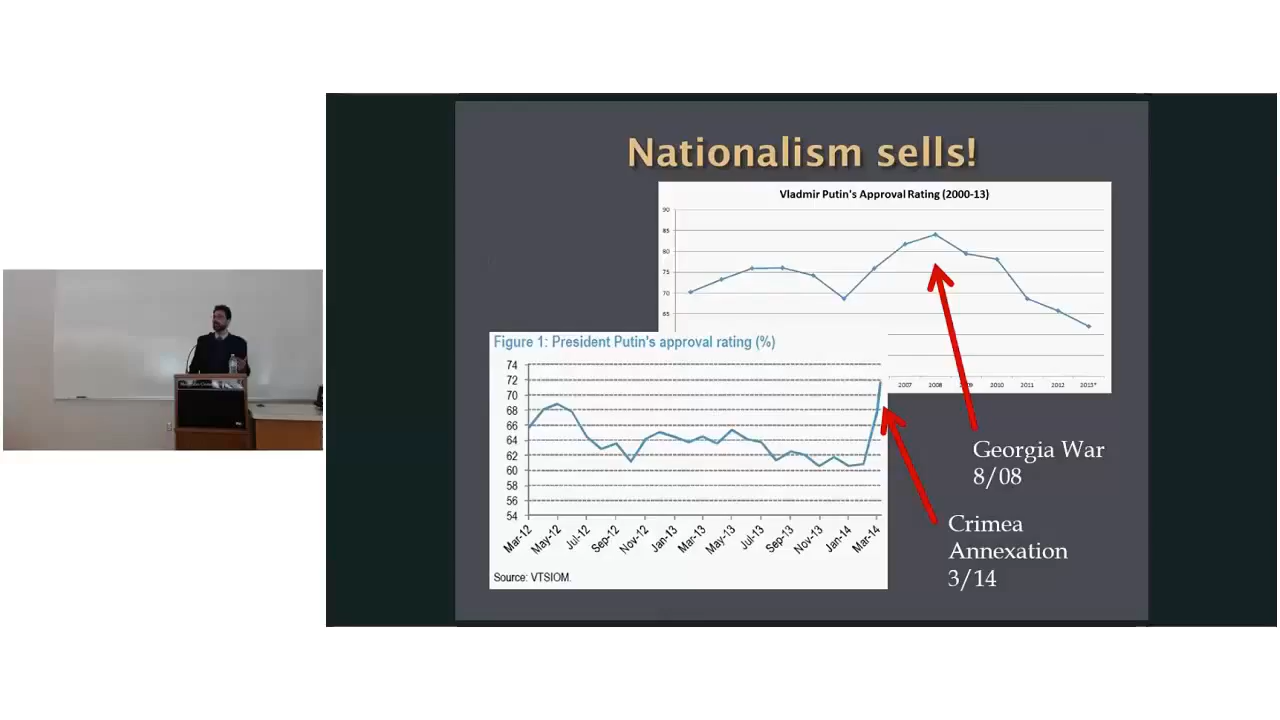 Nationalism sells!
Vladmir Putin's Approval Rating (2000-13)
90
85
80
75
70
65
2007 2008 2009 2010 2011 2012 2013*
Figure 1: President Putin's approval rating (%)
74
72
70
68
66
64
62
60
58
56
54
Mar-12 May-12 Jul-12 Sep-12 Nov-12 Jan-13 Mar-13 May-13 Jul-13 Sep-13 Nov-13 Jan-14 Mar-14
Source: VTSIOM.
Georgia War
8/08
Crimea
Annexation
3/14